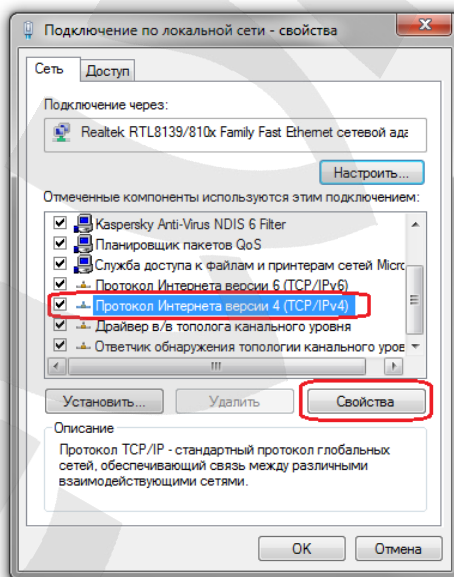 Подключение по локальной сети - свойства
Сеть
Доступ
Подключение через:
Realtek RTL8139/810x Family Fast Ethernet сетевой ада
Настроить...
Отмеченные компоненты используются этим подключением:
Kaspersky Anti-Virus NDIS 6 Filter
Планировщик пакетов QoS
Служба доступа к файлам и принтерам сетей Micro
Протокол Интернета версии 6 (TCP/IPv6)
Протокол Интернета версии 4 (TCP/IPv4)
Драйвер в/в тополога канального уровня
Ответчик обнаружения топологии канального уров
Установить...
Удалить
Свойства
Описание
Протокол TCP/IP - стандартный протокол глобальных
сетей, обеспечивающий связь между различными
взаимодействующими сетями.
ОК
Отмена